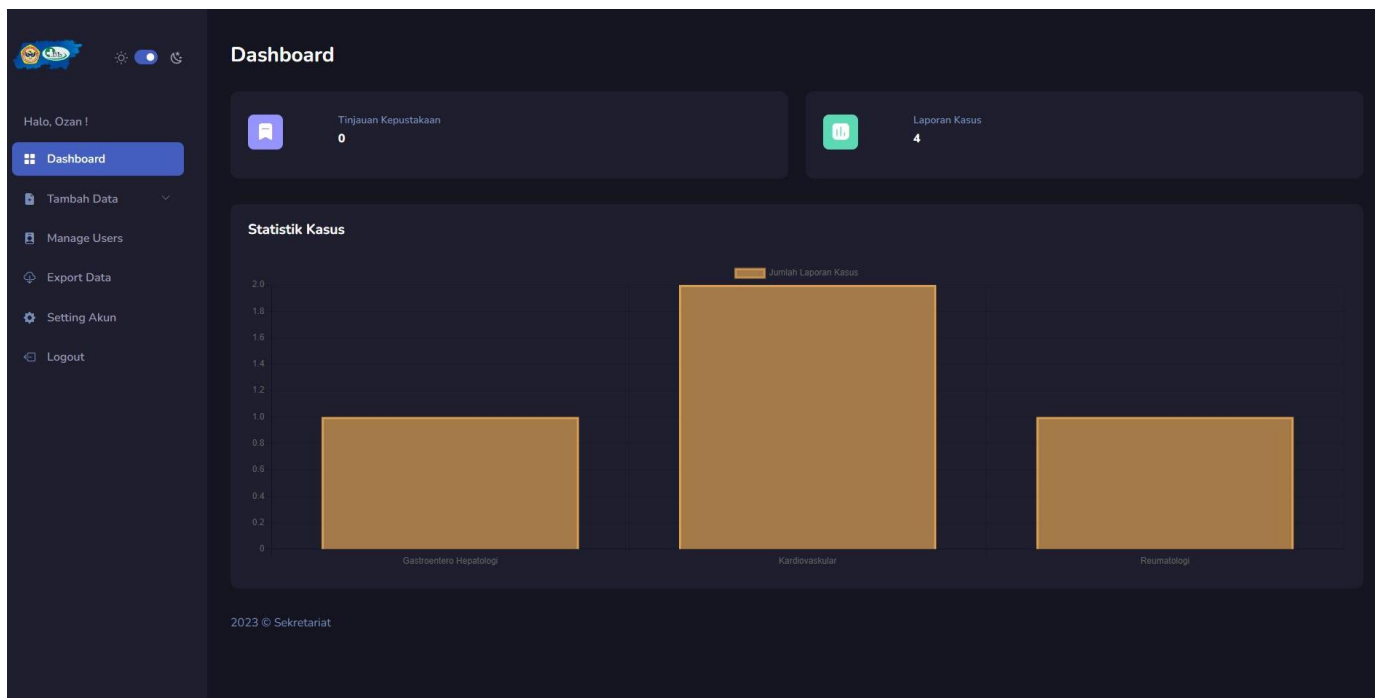 Dashboard
Halo, Ozan !
Dashboard
Tambah Data
Manage Users
Export Data
Setting Akun
Logout
Tinjauan Kepustakaan
0
Laporan Kasus
4
Statistik Kasus
Jumlah Laporan Kasus
2.0
1.8
1.6
1.4
1.2
1.0
0.8
0.6
0.4
0.2
0
Gastroentero Hepatologi
Kardiovaskular
Reumatologi
2023 © Sekretariat